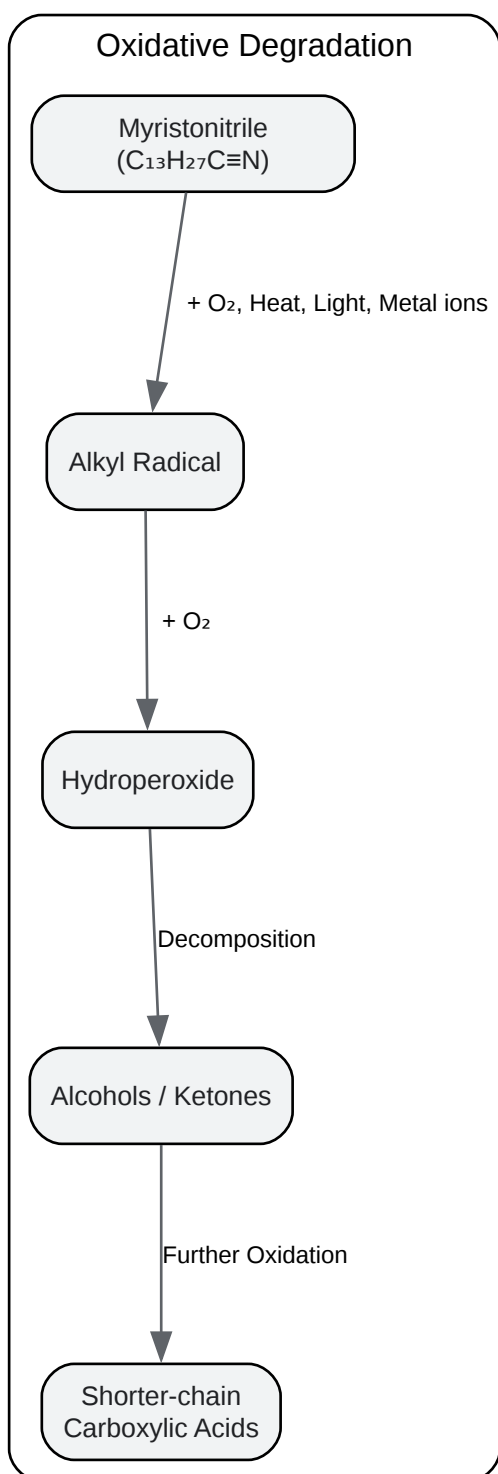 Oxidative Degradation
Myristonitrile
(C₁₃H₂₇C≡N)
+ O₂, Heat, Light, Metal ions
Alkyl Radical
+ O₂
Hydroperoxide
Decomposition
Alcohols / Ketones
Further Oxidation
Shorter-chain
Carboxylic Acids